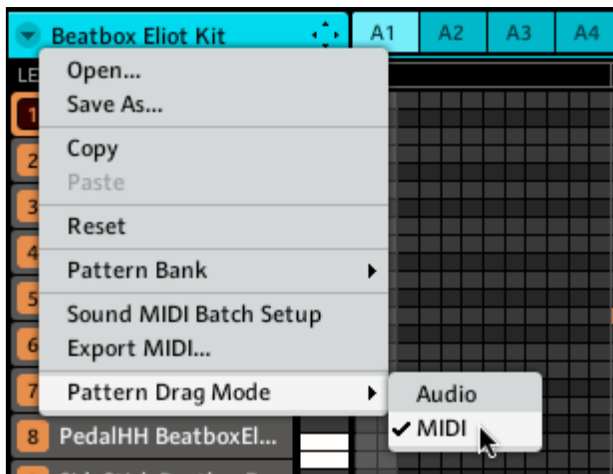 Beatbox Eliot Kit
A1 A2 A3 A4
LE
Open...
Save As...
1
Copy
2
Paste
3
Reset
4
Pattern Bank
5
Sound MIDI Batch Setup
6
Export MIDI...
7
Pattern Drag Mode
Audio
8 PedalHH BeatboxEl...
MIDI